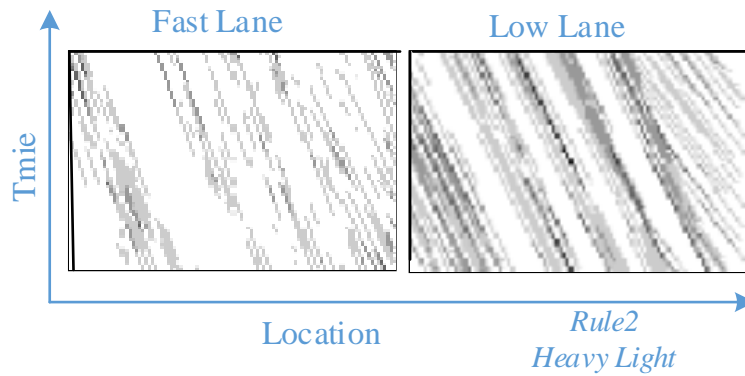 Fast Lane
Low Lane
Tmie
Location
Rule2
Heavy Light